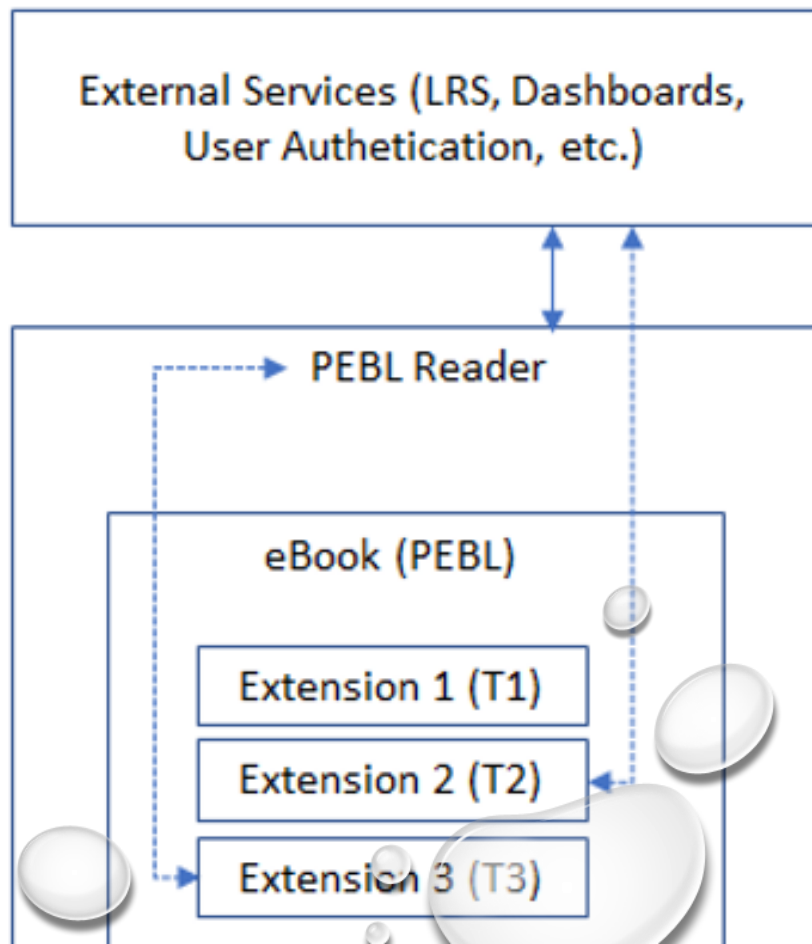 External Services (LRS, Dashboards,
User Authetication, etc.)
PEBL Reader
eBook (PEBL)
Extension 1 (T1)
Extension 2 (T2)
Extension 3 (T3)